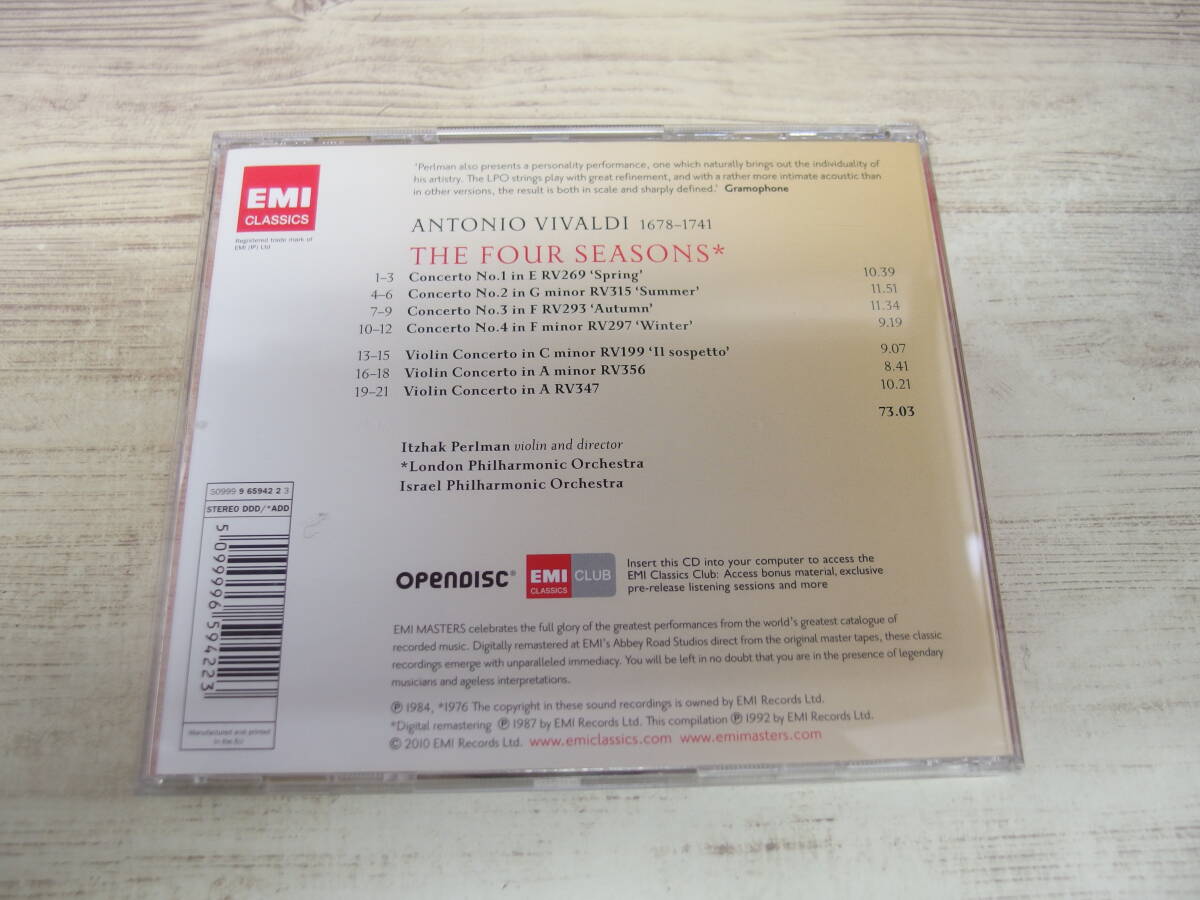 'Perlman also presents a personality performance, one which naturally brings out the individuality of
his artistry. The LPO strings play with great refinement, and with a rather more intimate acoustic than
in other versions, the result is both in scale and sharply defined.' Gramophone
EMI
CLASSICS
Registered trade mark of
EMI (IP) Ltd
ANTONIO VIVALDI 1678–1741
THE FOUR SEASONS*
1–3 Concerto No.1 in E RV269 'Spring' 10.39
4–6 Concerto No.2 in G minor RV315 'Summer' 11.51
7–9 Concerto No.3 in F RV293 'Autumn' 11.34
10–12 Concerto No.4 in F minor RV297 'Winter' 9.19
13–15 Violin Concerto in C minor RV199 'Il sospetto' 9.07
16–18 Violin Concerto in A minor RV356 8.41
19–21 Violin Concerto in A RV347 10.21
73.03
Itzhak Perlman violin and director
*London Philharmonic Orchestra
Israel Philharmonic Orchestra
50999 9 65942 2 3
STEREO DDD/*ADD
5 099996 594223
Manufactured and printed
in the EU
OPENDISC®
EMI
CLASSICS
CLUB
Insert this CD into your computer to access the
EMI Classics Club: Access bonus material, exclusive
pre-release listening sessions and more
EMI MASTERS celebrates the full glory of the greatest performances from the world's greatest catalogue of
recorded music. Digitally remastered at EMI's Abbey Road Studios direct from the original master tapes, these classic
recordings emerge with unparalleled immediacy. You will be left in no doubt that you are in the presence of legendary
musicians and ageless interpretations.
℗ 1984, *1976 The copyright in these sound recordings is owned by EMI Records Ltd.
*Digital remastering ℗ 1987 by EMI Records Ltd. This compilation ℗ 1992 by EMI Records Ltd.
© 2010 EMI Records Ltd. www.emiclassics.com www.emimasters.com